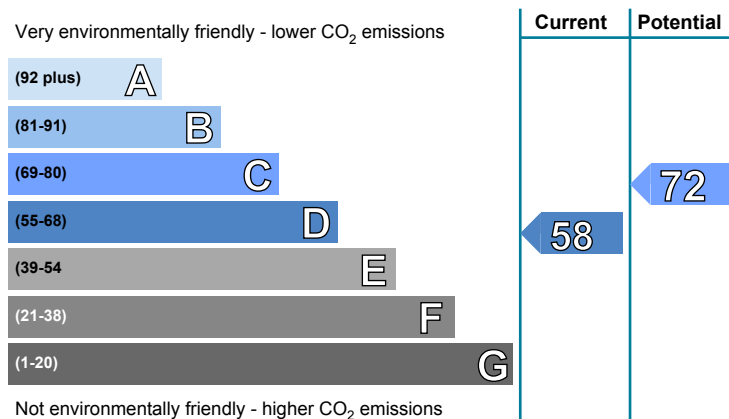 Current Potential
Very environmentally friendly - lower CO₂ emissions
(92 plus) A
(81-91) B
(69-80) C
72
(55-68) D
58
(39-54 E
(21-38) F
(1-20) G
Not environmentally friendly - higher CO₂ emissions